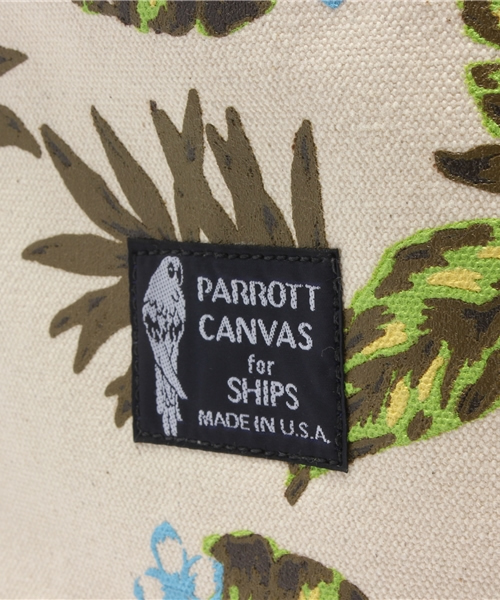 PARROTT
CANVAS
for
SHIPS
MADE IN U.S.A.